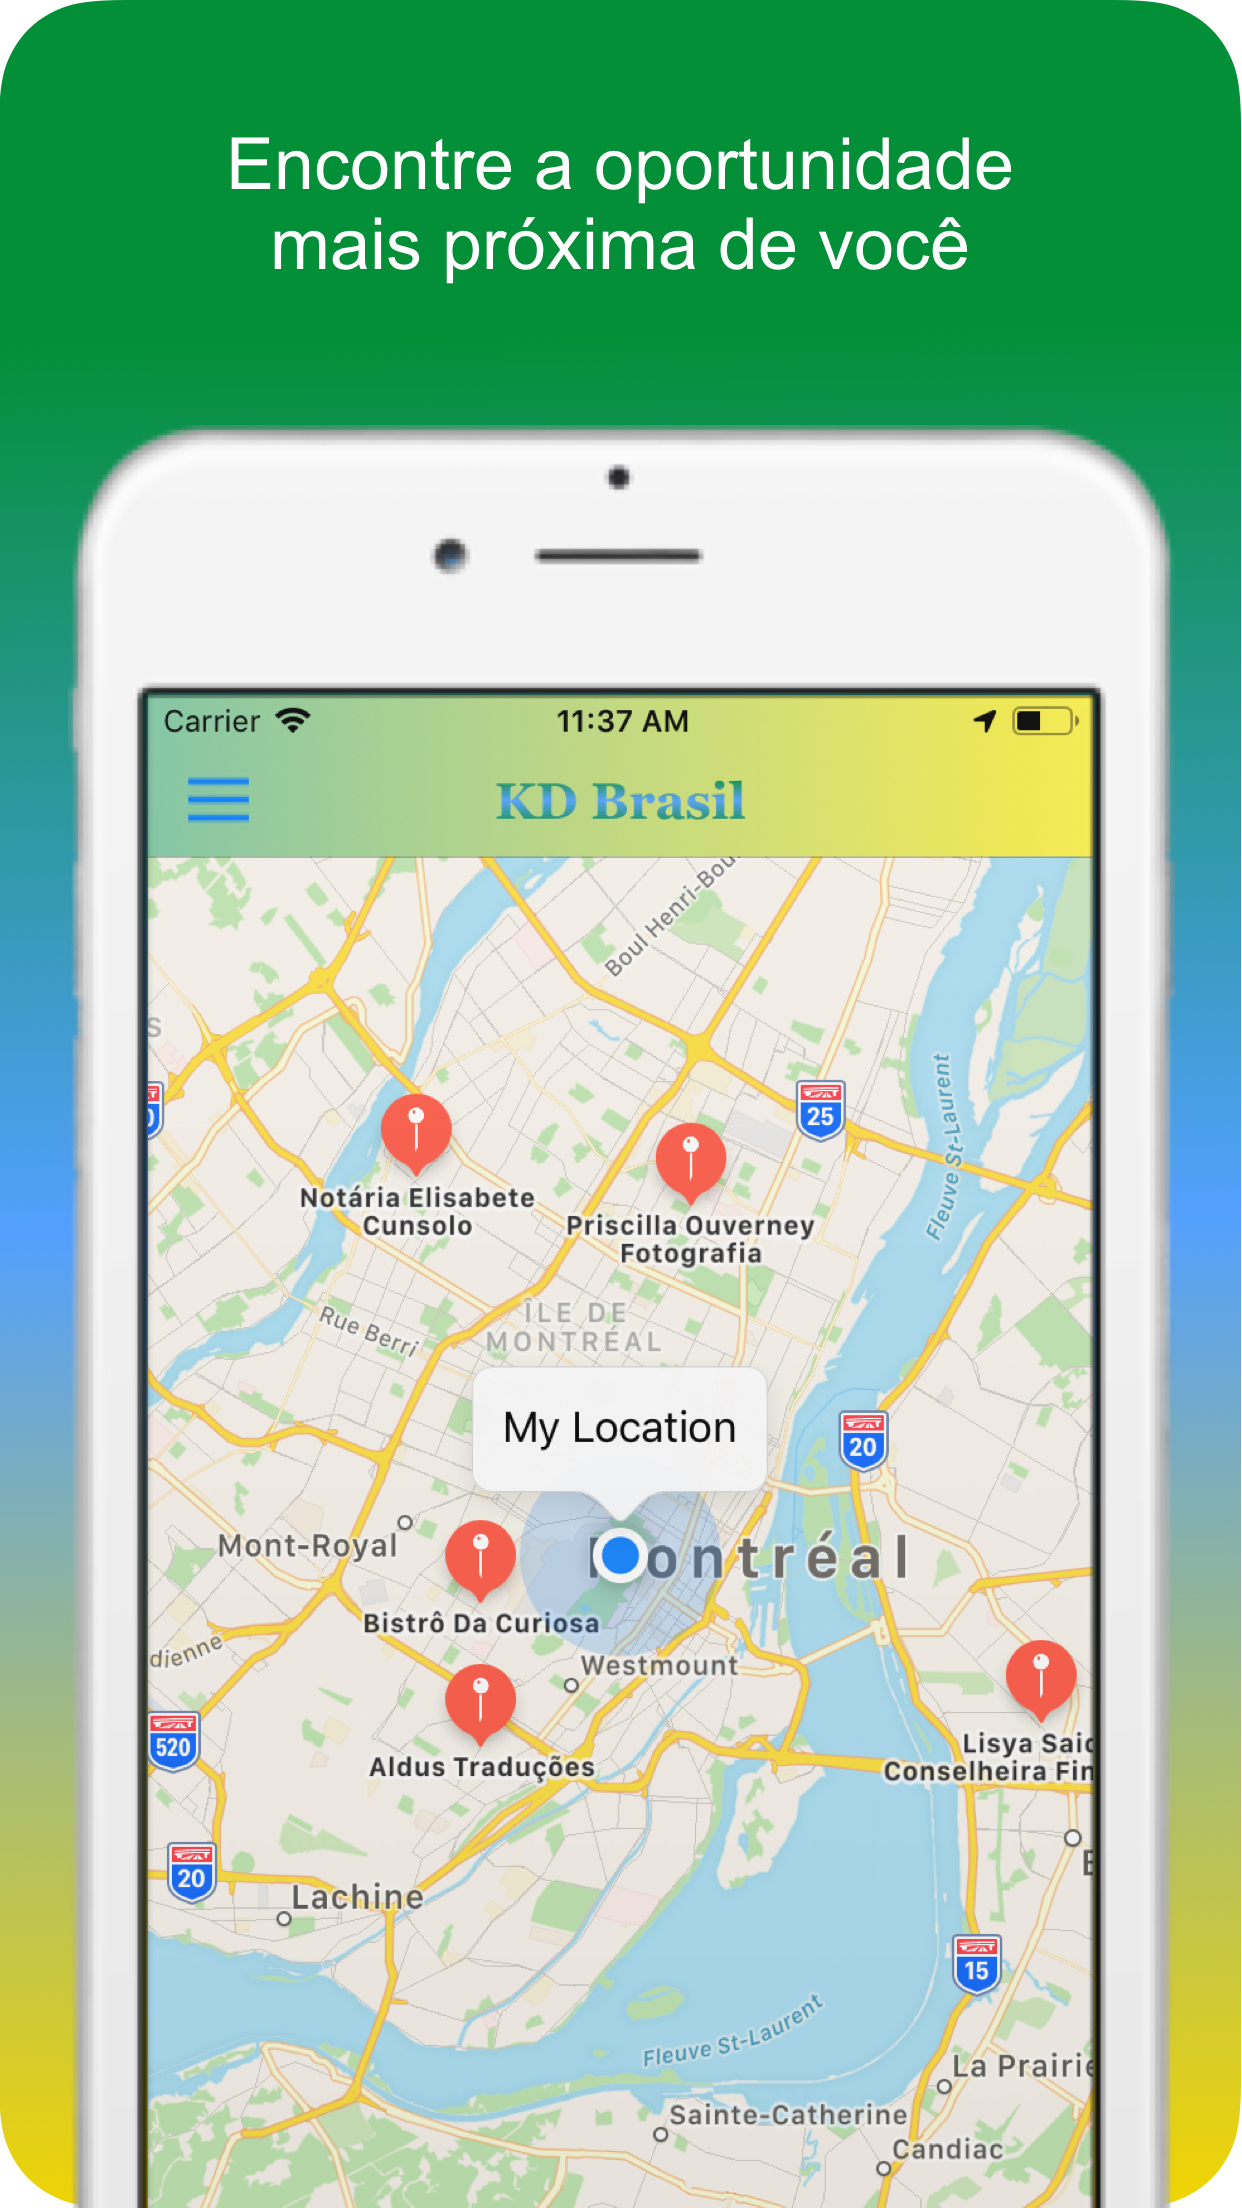 Encontre a oportunidade
mais próxima de você
Carrier
11:37 AM
KD Brasil
Boul Henri-Bou
S
25
Fleuve St-Laurent
Notária Elisabete
Cunsolo
Priscilla Ouverney
Fotografia
ÎLE DE
MONTRÉAL
Rue Berri
My Location
20
Mont-Royal
ontréal
Bistrô Da Curiosa
dienne
Westmount
520
Aldus Traduções
Lisya Said
Conselheira Fin
20
Lachine
15
Fleuve St-Laurent
La Prairie
Sainte-Catherine
Candiac